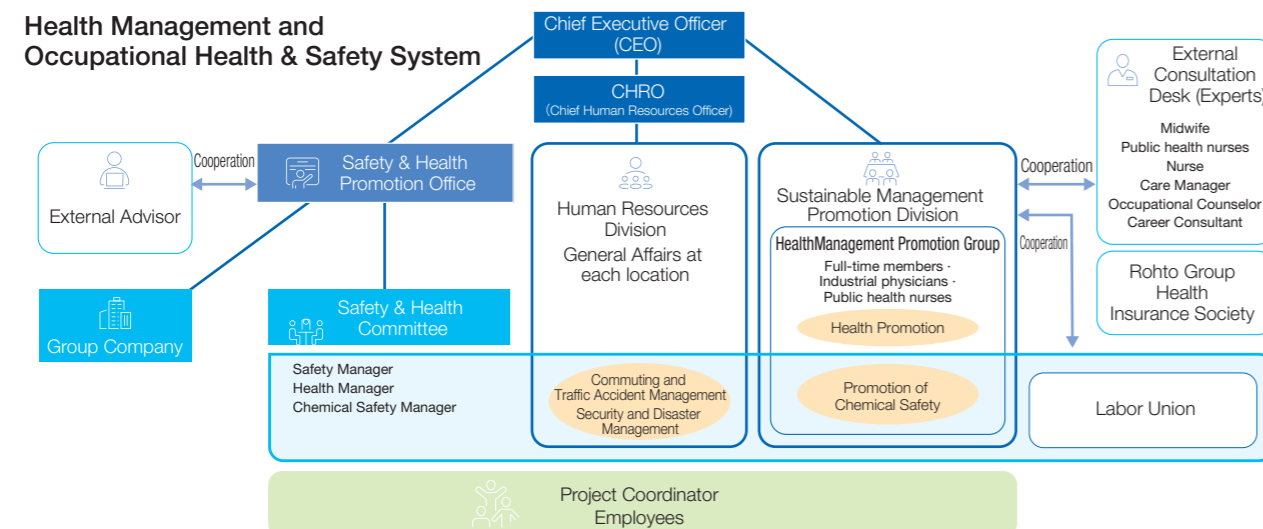 Health Management and
Occupational Health & Safety System
Chief Executive Officer
(CEO)
CHRO
(Chief Human Resources Officer)
External Advisor
Cooperation
Safety & Health
Promotion Office
Group Company
Safety & Health
Committee
Human Resources
Division
General Affairs at
each location
Sustainable Management
Promotion Division
HealthManagement Promotion Group
Full-time members ·
Industrial physicians ·
Public health nurses
Health Promotion
Cooperation
Cooperation
External
Consultation
Desk (Experts)
Midwife
Public health nurses
Nurse
Care Manager
Occupational Counselor
Career Consultant
Rohto Group
Health
Insurance Society
Safety Manager
Health Manager
Chemical Safety Manager
Commuting and
Traffic Accident Management
Security and Disaster
Management
Promotion of
Chemical Safety
Labor Union
Project Coordinator
Employees